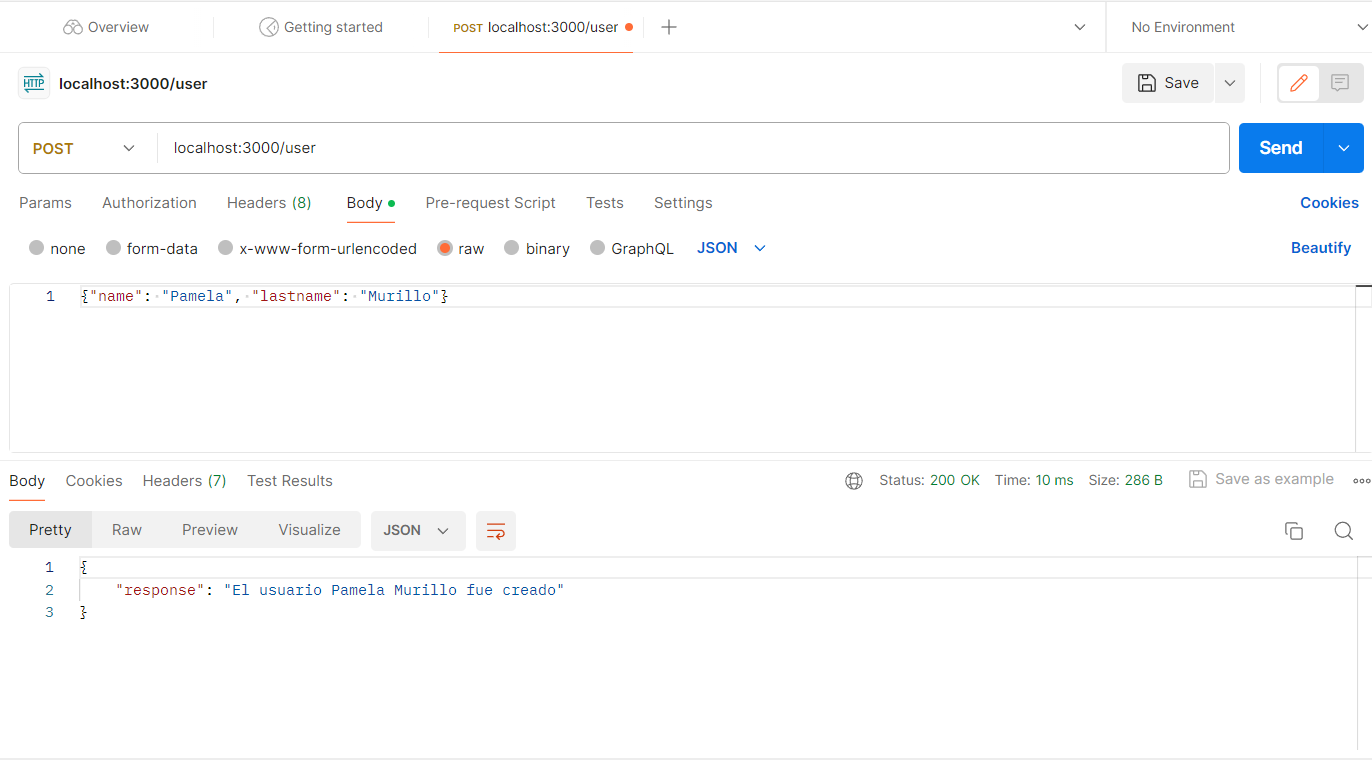 Overview Getting started POST localhost:3000/user No Environment
HTTP localhost:3000/user Save
POST localhost:3000/user Send
Params Authorization Headers (8) Body Pre-request Script Tests Settings Cookies
none form-data x-www-form-urlencoded raw binary GraphQL JSON Beautify
1 {"name": "Pamela", "lastname": "Murillo"}
Body Cookies Headers (7) Test Results Status: 200 OK Time: 10 ms Size: 286 B Save as example
Pretty Raw Preview Visualize JSON
1 {
2 "response": "El usuario Pamela Murillo fue creado"
3 }